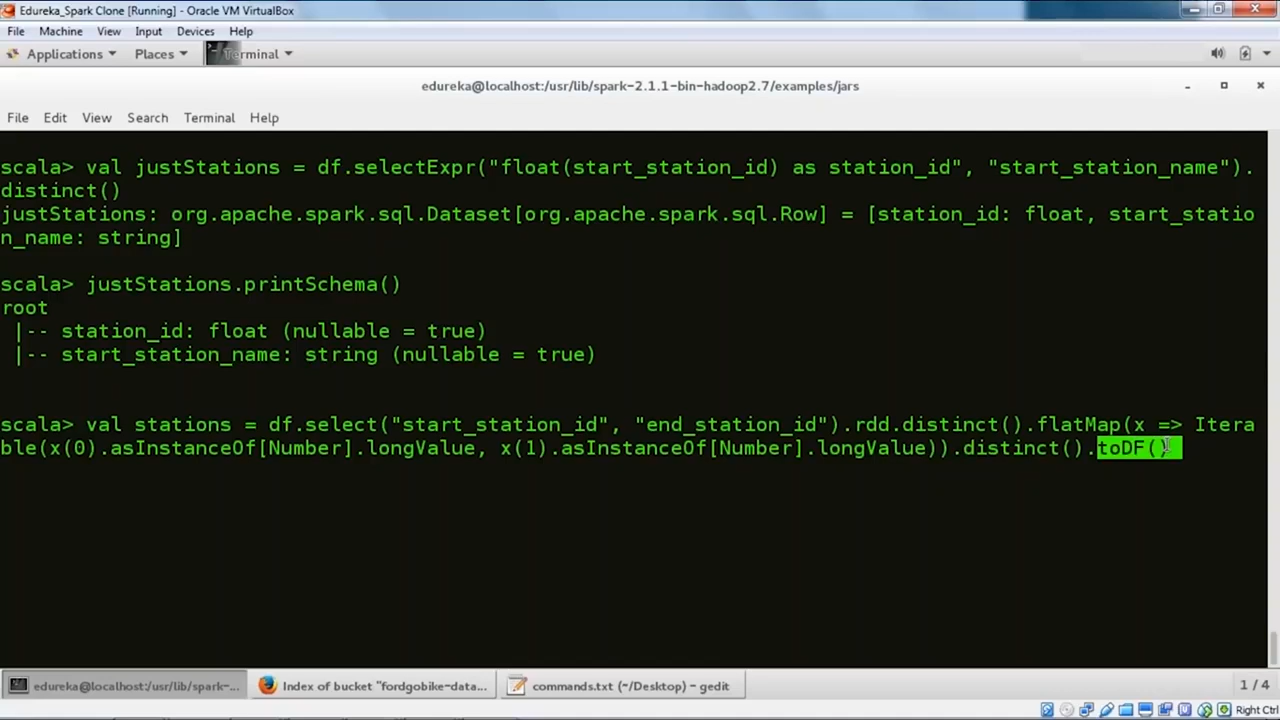 Edureka_Spark Clone [Running] - Oracle VM VirtualBox
File Machine View Input Devices Help
Applications Places Terminal
edureka@localhost:/usr/lib/spark-2.1.1-bin-hadoop2.7/examples/jars
File Edit View Search Terminal Help
scala> val justStations = df.selectExpr("float(start_station_id) as station_id", "start_station_name").
distinct()
justStations: org.apache.spark.sql.Dataset[org.apache.spark.sql.Row] = [station_id: float, start_statio
n_name: string]
scala> justStations.printSchema()
root
|-- station_id: float (nullable = true)
|-- start_station_name: string (nullable = true)
scala> val stations = df.select("start_station_id", "end_station_id").rdd.distinct().flatMap(x => Itera
ble(x(0).asInstanceOf[Number].longValue, x(1).asInstanceOf[Number].longValue)).distinct().toDF()
edureka@localhost:/usr/lib/spark-... Index of bucket "fordgobike-data... commands.txt (~/Desktop) – gedit 1 / 4
Right Ctrl